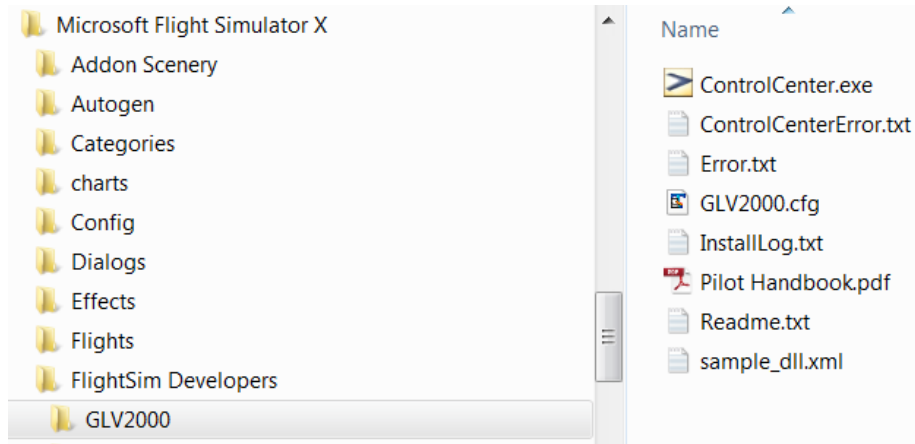 Microsoft Flight Simulator X
Addon Scenery
Autogen
Categories
charts
Config
Dialogs
Effects
Flights
FlightSim Developers
GLV2000
Name
ControlCenter.exe
ControlCenterError.txt
Error.txt
GLV2000.cfg
InstallLog.txt
Pilot Handbook.pdf
Readme.txt
sample_dll.xml